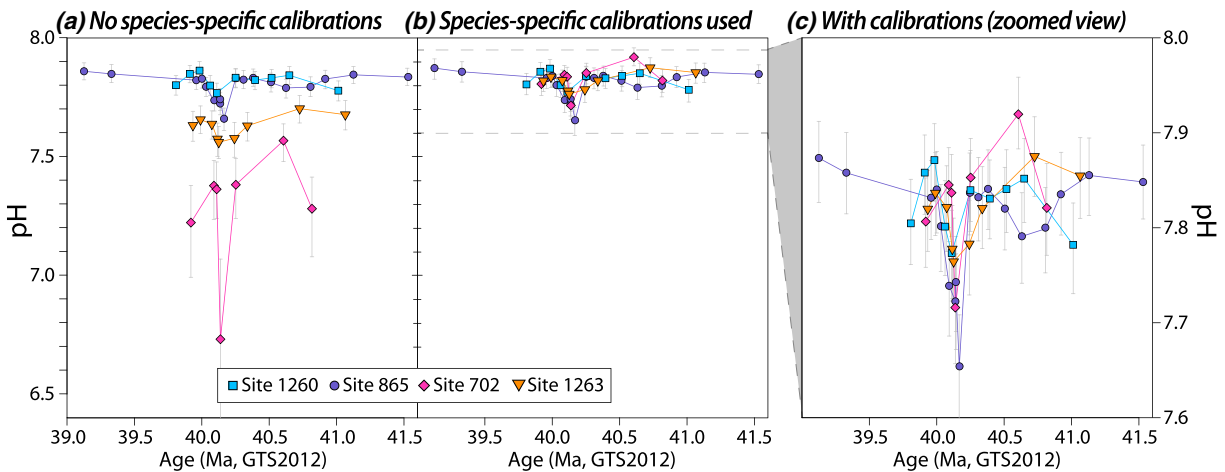 (a) No species-specific calibrations
(b) Species-specific calibrations used
(c) With calibrations (zoomed view)
8.0
7.5
7.0
6.5
pH
39.0 39.5 40.0 40.5 41.0 41.5
Age (Ma, GTS2012)
39.5 40.0 40.5 41.0 41.5
Age (Ma, GTS2012)
Site 1260 Site 865 Site 702 Site 1263
8.0
7.9
7.8
7.7
7.6
pH
39.5 40.0 40.5 41.0 41.5
Age (Ma, GTS2012)